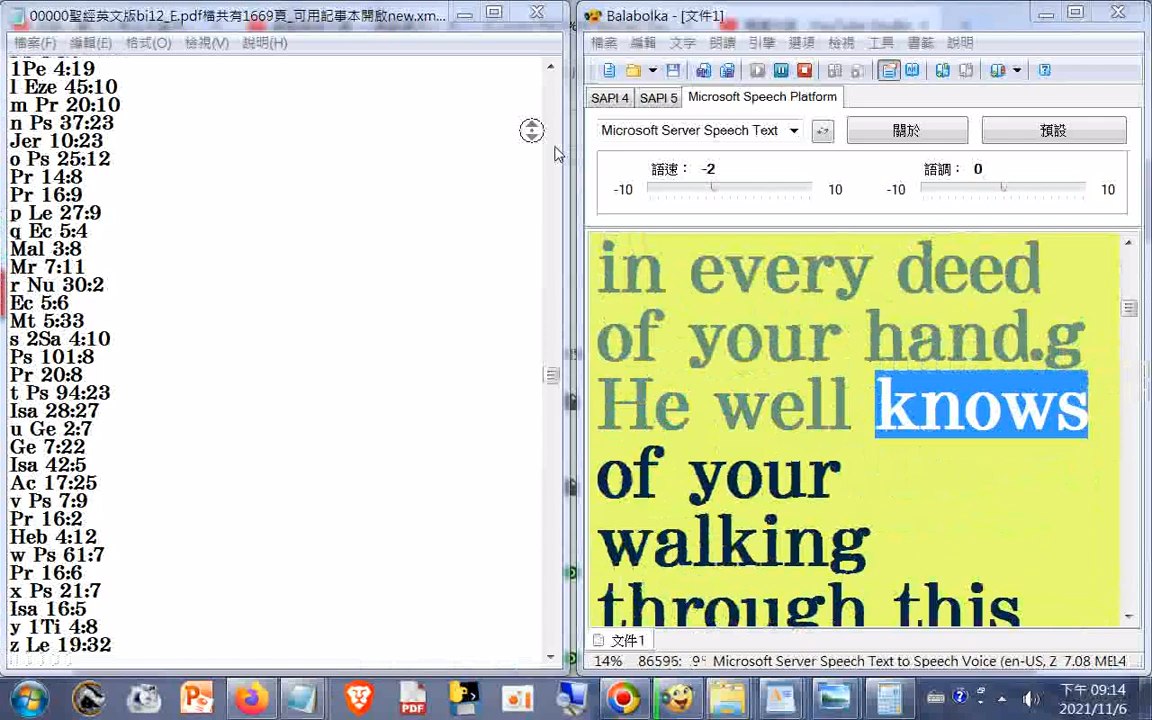 00000聖經英文版bi12_E.pdf檔共有1669頁_可用記事本開啟new.xm...
檔案(F) 編輯(E) 格式(O) 檢視(V) 說明(H)
1Pe 4:19
l Eze 45:10
m Pr 20:10
n Ps 37:23
Jer 10:23
o Ps 25:12
Pr 14:8
Pr 16:9
p Le 27:9
q Ec 5:4
Mal 3:8
Mr 7:11
r Nu 30:2
Ec 5:6
Mt 5:33
s 2Sa 4:10
Ps 101:8
Pr 20:8
t Ps 94:23
Isa 28:27
u Ge 2:7
Ge 7:22
Isa 42:5
Ac 17:25
v Ps 7:9
Pr 16:2
Heb 4:12
w Ps 61:7
Pr 16:6
x Ps 21:7
Isa 16:5
y 1Ti 4:8
z Le 19:32
Balabolka - [文件1]
檔案 編輯 文字 朗讀 引擎 選項 檢視 工具 書籤 說明
SAPI 4 SAPI 5 Microsoft Speech Platform
Microsoft Server Speech Text 關於 預設
語速： -2 語調： 0
-10 10 -10 10
in every deed
of your hand.g
He well knows
of your
walking
through this
文件1
14% Microsoft Server Speech Text to Speech Voice (en-US, Z 7.08 ME
下午 09:14
2021/11/6